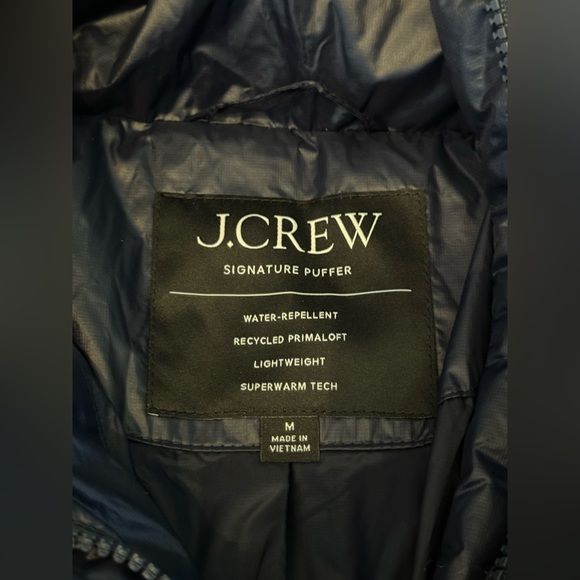 J.CREW
SIGNATURE PUFFER
WATER-REPELLENT
RECYCLED PRIMALOFT
LIGHTWEIGHT
SUPERWARM TECH
M
MADE IN
VIETNAM